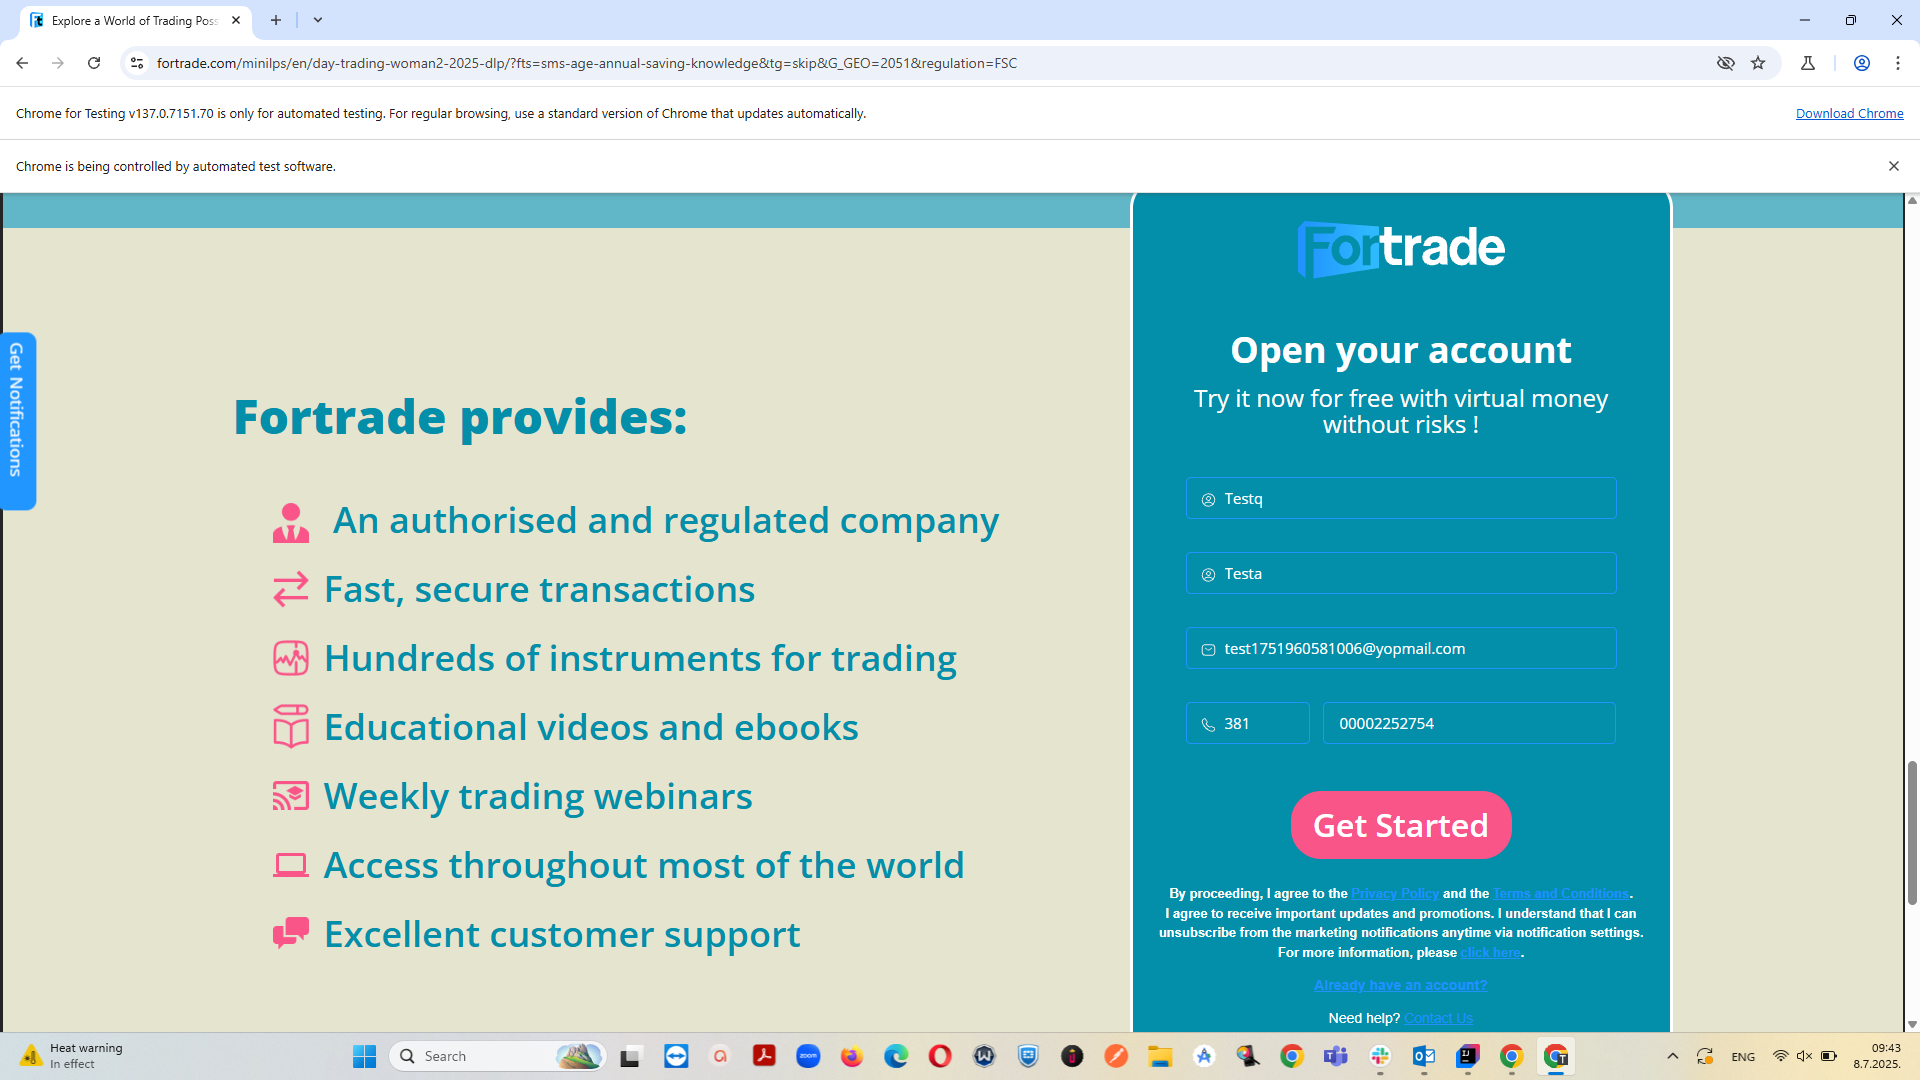 Explore a World of Trading Poss
fortrade.com/minilps/en/day-trading-woman2-2025-dlp/?fts=sms-age-annual-saving-knowledge&tg=skip&G_GEO=2051&regulation=FSC
Chrome for Testing v137.0.7151.70 is only for automated testing. For regular browsing, use a standard version of Chrome that updates automatically.
Download Chrome
Chrome is being controlled by automated test software.
Get Notifications
Fortrade provides:
An authorised and regulated company
Fast, secure transactions
Hundreds of instruments for trading
Educational videos and ebooks
Weekly trading webinars
Access throughout most of the world
Excellent customer support
Fortrade
Open your account
Try it now for free with virtual money
without risks !
Testq
Testa
test1751960581006@yopmail.com
381
00002252754
Get Started
By proceeding, I agree to the Privacy Policy and the Terms and Conditions.
I agree to receive important updates and promotions. I understand that I can
unsubscribe from the marketing notifications anytime via notification settings.
For more information, please click here.
Already have an account?
Need help? Contact Us
Heat warning
In effect
Search
zoom
ENG
09:43
8.7.2025.